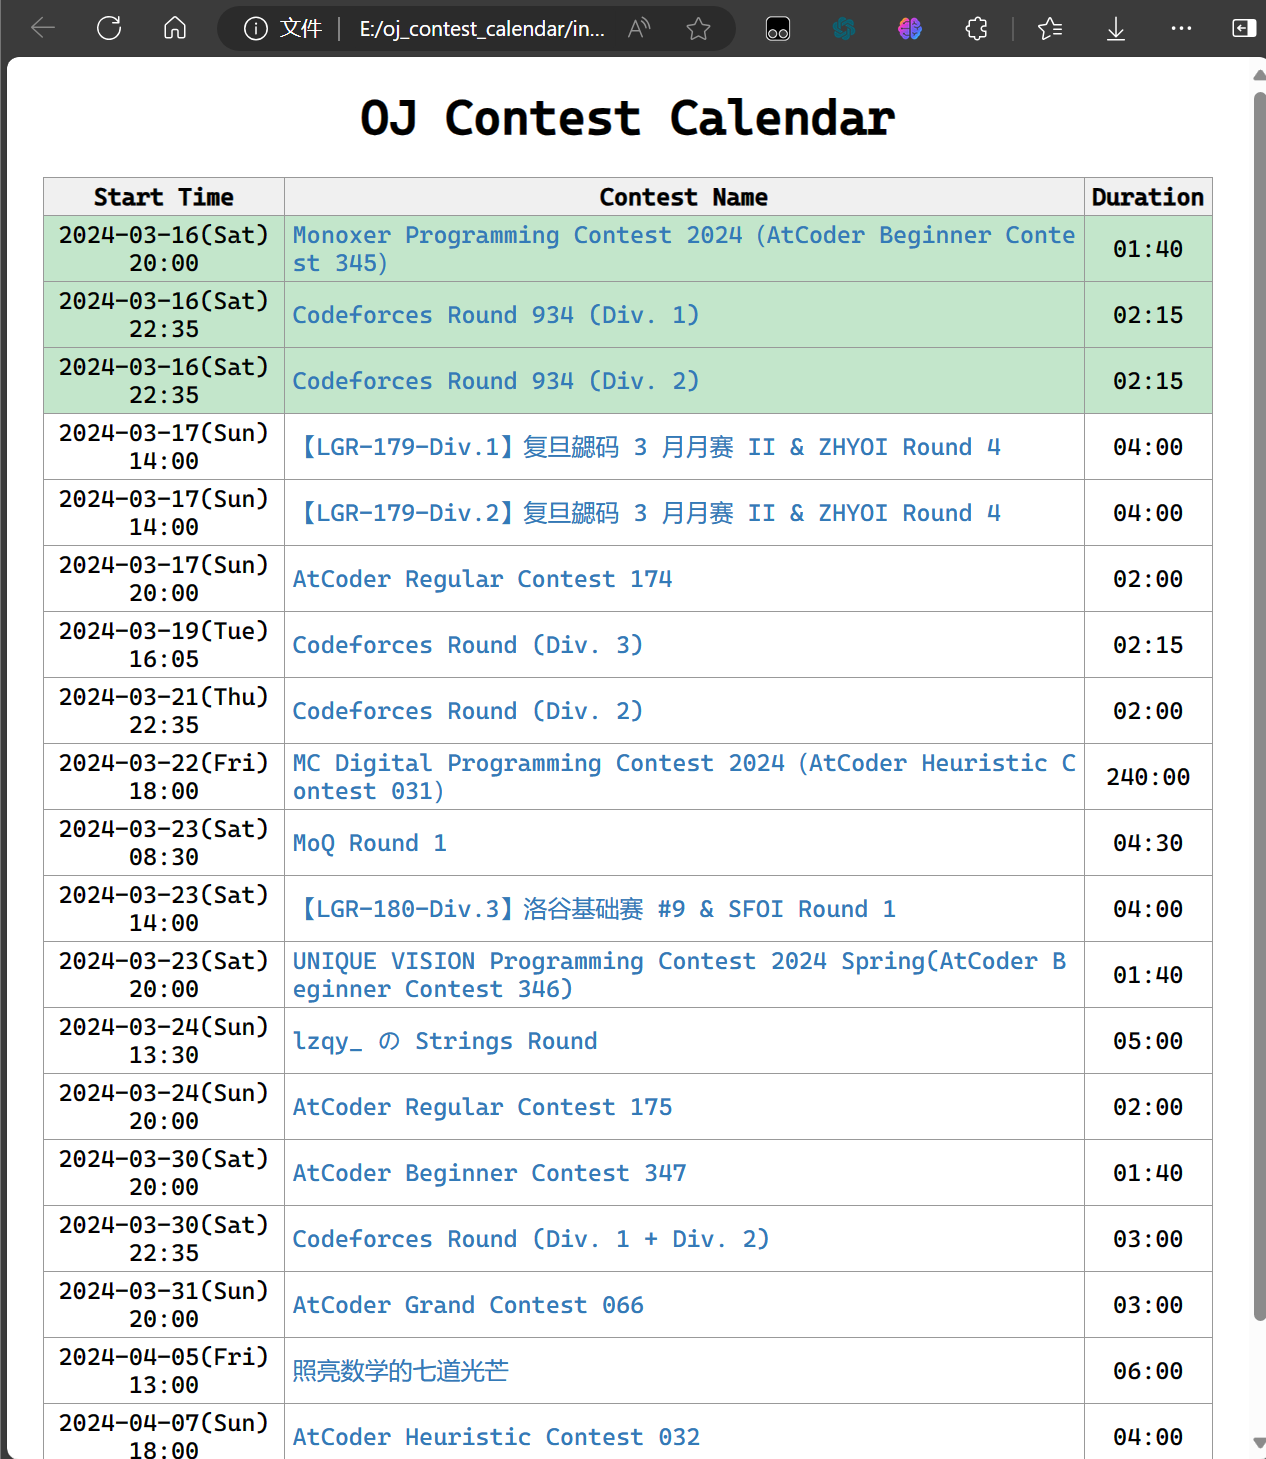 文件 E:/oj_contest_calendar/in...
OJ Contest Calendar
Start Time Contest Name Duration
2024-03-16(Sat)
20:00
Monoxer Programming Contest 2024 (AtCoder Beginner Conte
st 345)
01:40
2024-03-16(Sat)
22:35
Codeforces Round 934 (Div. 1)
02:15
2024-03-16(Sat)
22:35
Codeforces Round 934 (Div. 2)
02:15
2024-03-17(Sun)
14:00
【LGR-179-Div.1】复旦勰码 3 月月赛 II & ZHYOI Round 4
04:00
2024-03-17(Sun)
14:00
【LGR-179-Div.2】复旦勰码 3 月月赛 II & ZHYOI Round 4
04:00
2024-03-17(Sun)
20:00
AtCoder Regular Contest 174
02:00
2024-03-19(Tue)
16:05
Codeforces Round (Div. 3)
02:15
2024-03-21(Thu)
22:35
Codeforces Round (Div. 2)
02:00
2024-03-22(Fri)
18:00
MC Digital Programming Contest 2024 (AtCoder Heuristic C
ontest 031)
240:00
2024-03-23(Sat)
08:30
MoQ Round 1
04:30
2024-03-23(Sat)
14:00
【LGR-180-Div.3】洛谷基础赛 #9 & SFOI Round 1
04:00
2024-03-23(Sat)
20:00
UNIQUE VISION Programming Contest 2024 Spring(AtCoder B
eginner Contest 346)
01:40
2024-03-24(Sun)
13:30
lzqy_ の Strings Round
05:00
2024-03-24(Sun)
20:00
AtCoder Regular Contest 175
02:00
2024-03-30(Sat)
20:00
AtCoder Beginner Contest 347
01:40
2024-03-30(Sat)
22:35
Codeforces Round (Div. 1 + Div. 2)
03:00
2024-03-31(Sun)
20:00
AtCoder Grand Contest 066
03:00
2024-04-05(Fri)
13:00
照亮数学的七道光芒
06:00
2024-04-07(Sun)
18:00
AtCoder Heuristic Contest 032
04:00